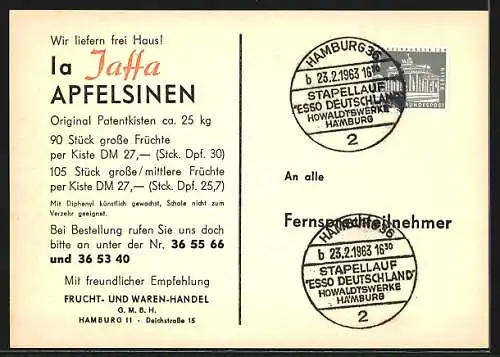 Wir liefern frei Haus!
Ia Jaffa
APFELSINEN
Original Patentkisten ca. 25 kg
90 Stück große Früchte
per Kiste DM 27,— (Stck. Dpf. 30)
105 Stück große/mittlere Früchte
per Kiste DM 27,— (Stck. Dpf. 25,7)
Mit Diphenyl künstlich gewachst, Schale nicht zum
Verzehr geeignet.
Bei Bestellung rufen Sie uns doch
bitte an unter der Nr. 36 55 66
und 36 53 40
Mit freundlicher Empfehlung
FRUCHT- UND WAREN-HANDEL
G. M. B. H.
HAMBURG 11 - Deichstraße 15
HAMBURG 36
b 23.2.1963 16³⁰
STAPELLAUF
"ESSO DEUTSCHLAND"
HOWALDTSWERKE
HAMBURG
2
An alle
Fernsprechteilnehmer
HAMBURG 36
b 23.2.1963 16³⁰
STAPELLAUF
"ESSO DEUTSCHLAND"
HOWALDTSWERKE
HAMBURG
2